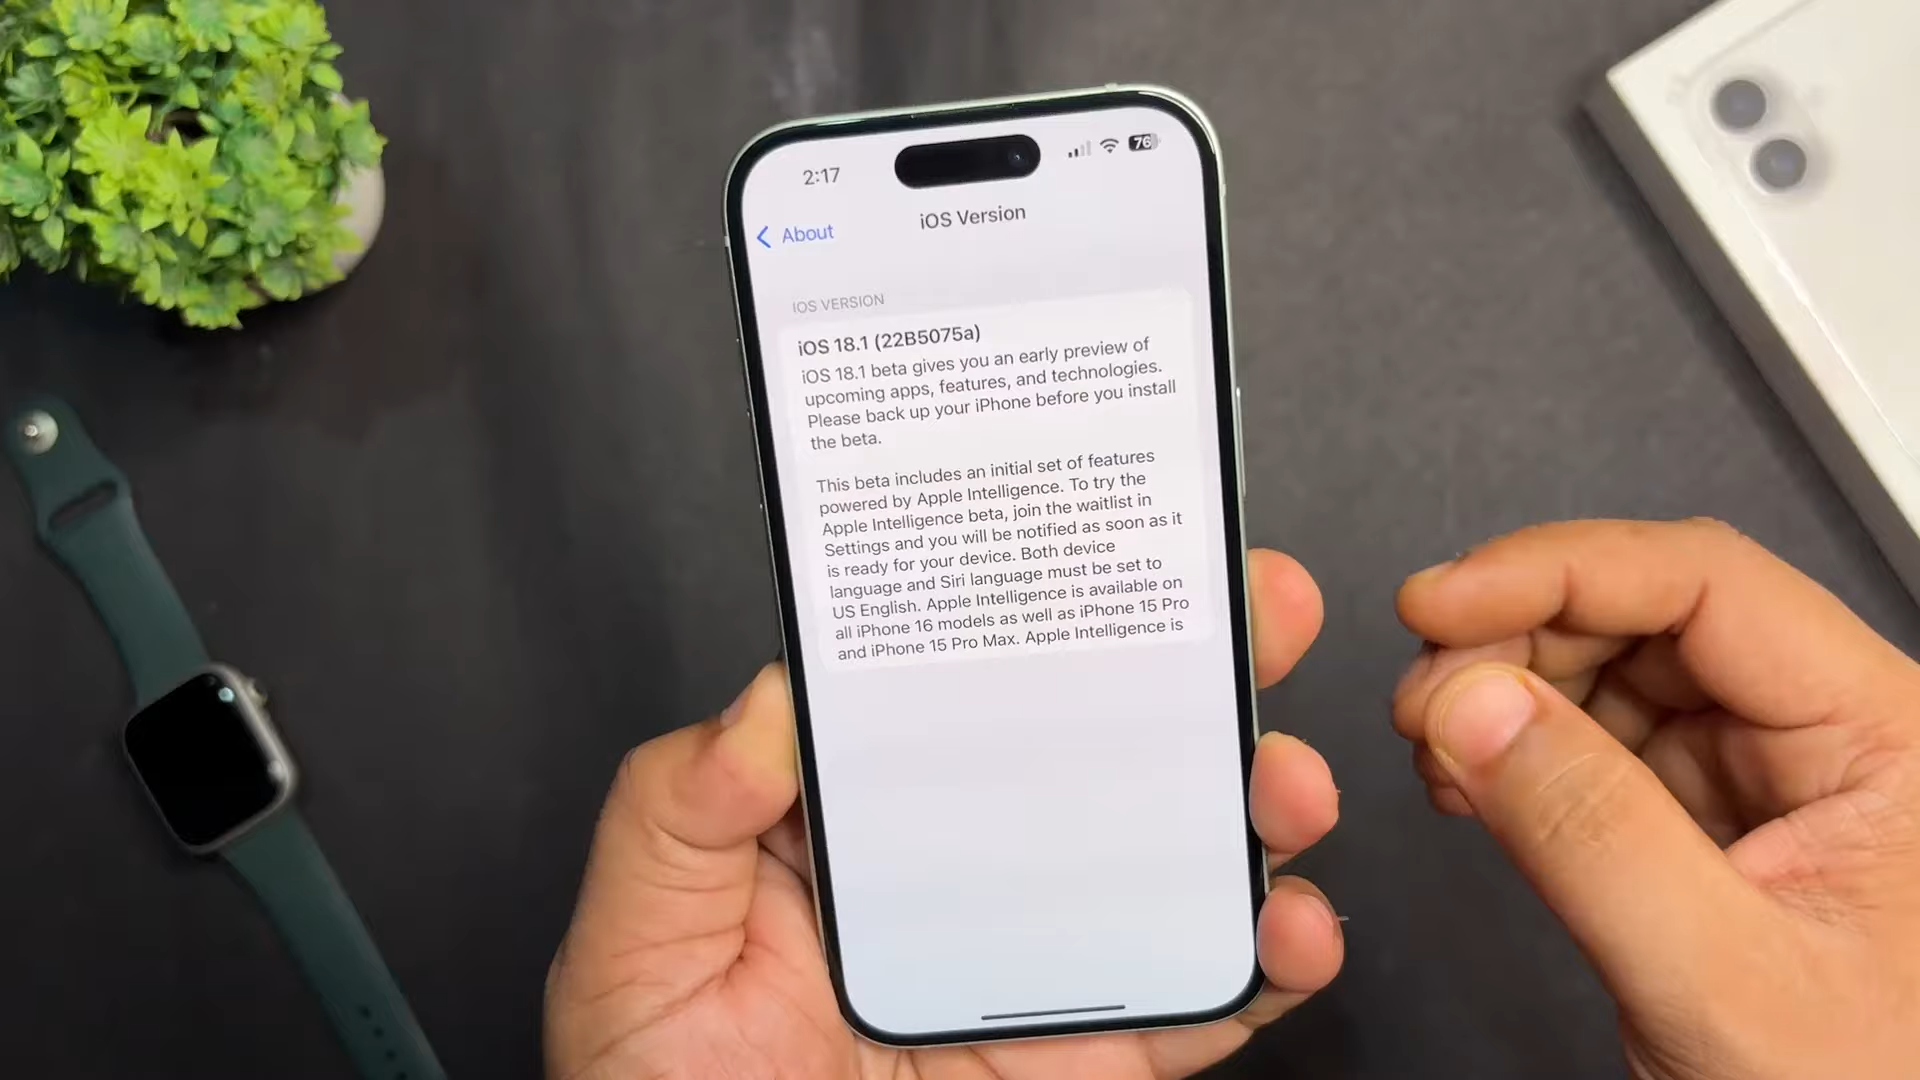 2:17
76
About
iOS Version
IOS VERSION
iOS 18.1 (22B5075a)
iOS 18.1 beta gives you an early preview of
upcoming apps, features, and technologies.
Please back up your iPhone before you install
the beta.
This beta includes an initial set of features
powered by Apple Intelligence. To try the
Apple Intelligence beta, join the waitlist in
Settings and you will be notified as soon as it
is ready for your device. Both device
language and Siri language must be set to
US English. Apple Intelligence is available on
all iPhone 16 models as well as iPhone 15 Pro
and iPhone 15 Pro Max. Apple Intelligence is